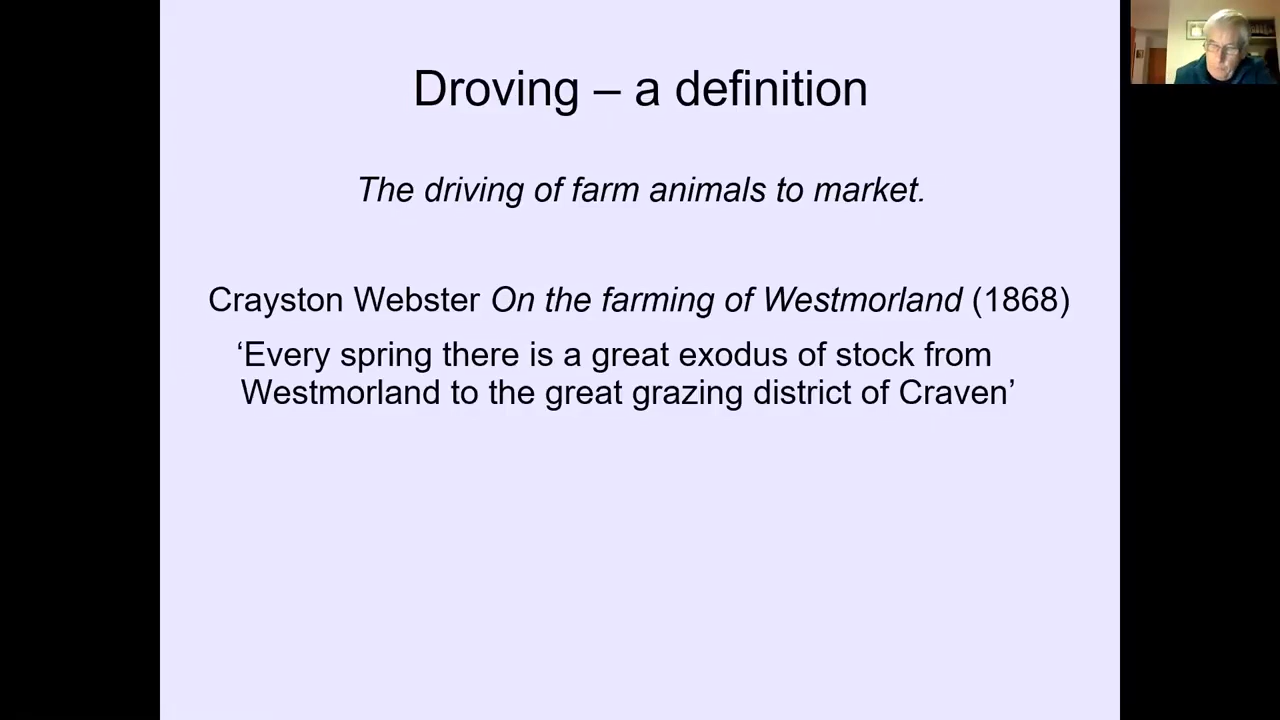 Droving – a definition
The driving of farm animals to market.
Crayston Webster On the farming of Westmorland (1868)
‘Every spring there is a great exodus of stock from
Westmorland to the great grazing district of Craven’